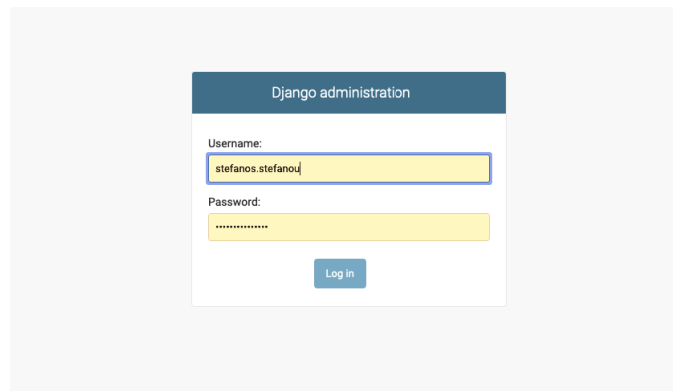 Django administration
Username:
stefanos.stefanou
Password:
•••••••••••••••
Log in